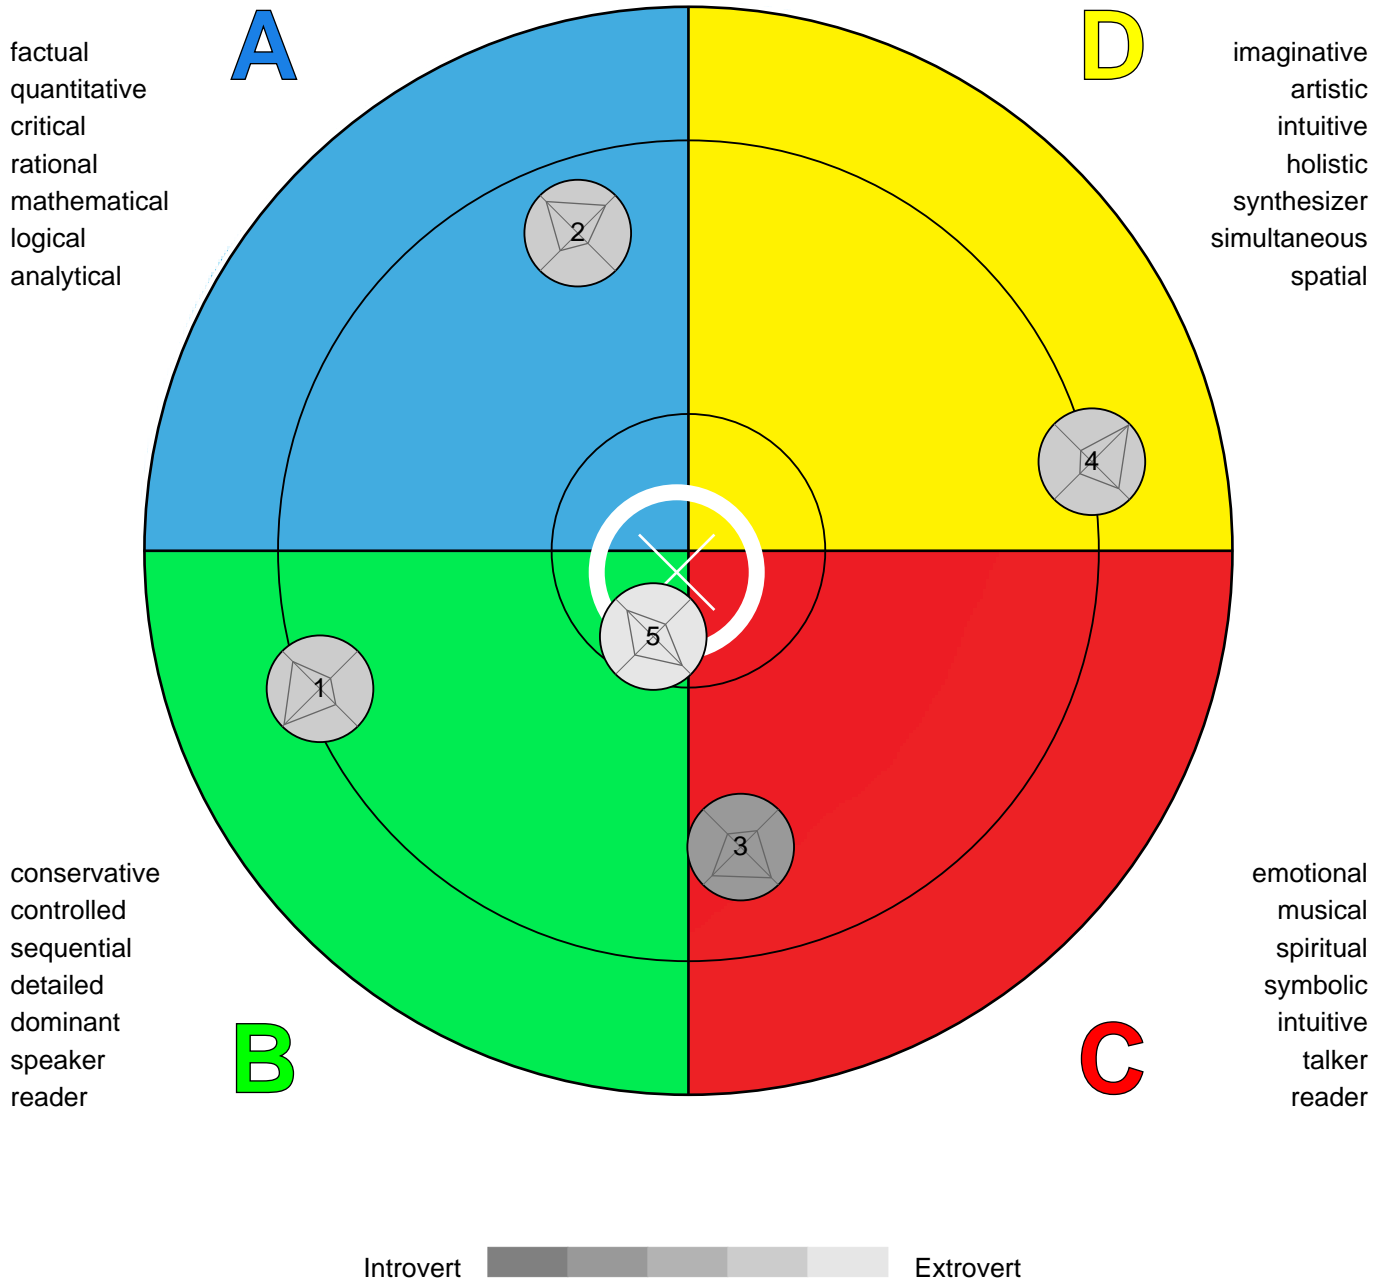 A
factual
quantitative
critical
rational
mathematical
logical
analytical
D
imaginative
artistic
intuitive
holistic
synthesizer
simultaneous
spatial
2
4
5
1
3
conservative
controlled
sequential
detailed
dominant
speaker
reader
B
emotional
musical
spiritual
symbolic
intuitive
talker
reader
C
Introvert
Extrovert